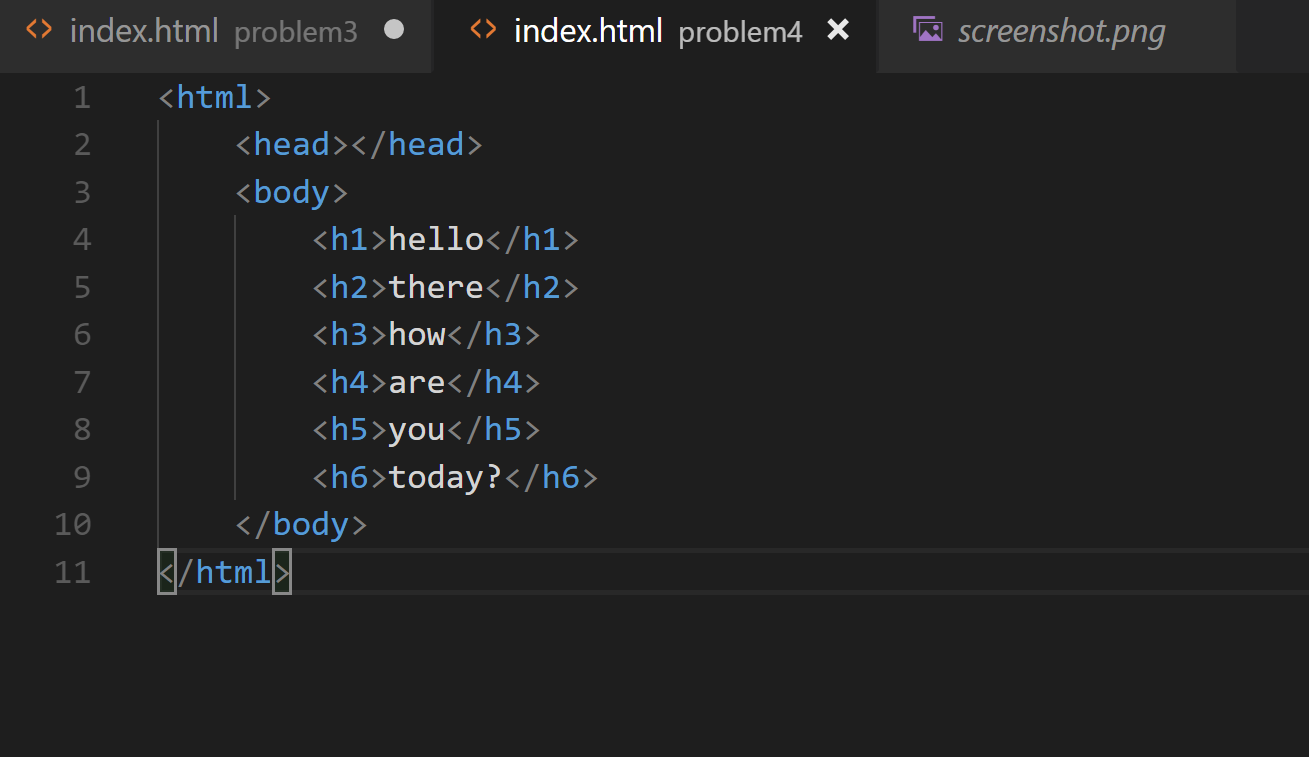 index.html problem3 index.html problem4 screenshot.png
1 <html>
2     <head></head>
3     <body>
4         <h1>hello</h1>
5         <h2>there</h2>
6         <h3>how</h3>
7         <h4>are</h4>
8         <h5>you</h5>
9         <h6>today?</h6>
10     </body>
11 </html>